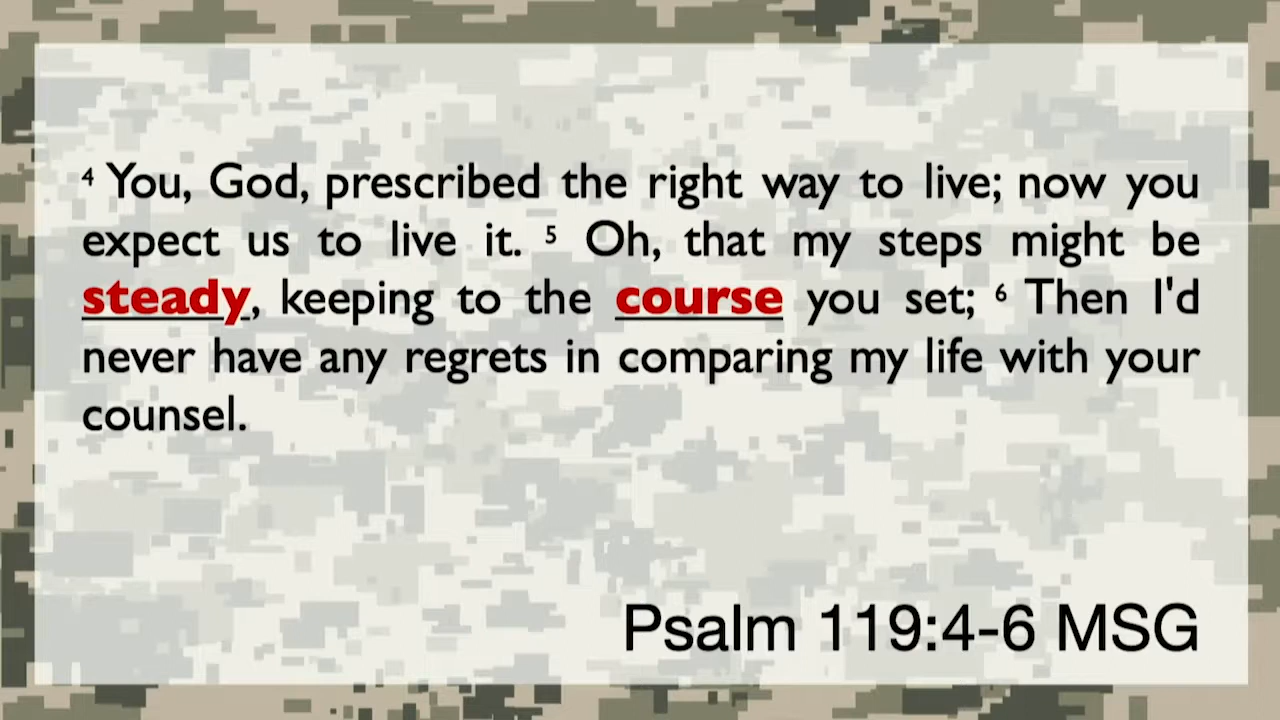 4 You, God, prescribed the right way to live; now you
expect us to live it. 5 Oh, that my steps might be
steady, keeping to the course you set; 6 Then I'd
never have any regrets in comparing my life with your
counsel.
Psalm 119:4-6 MSG